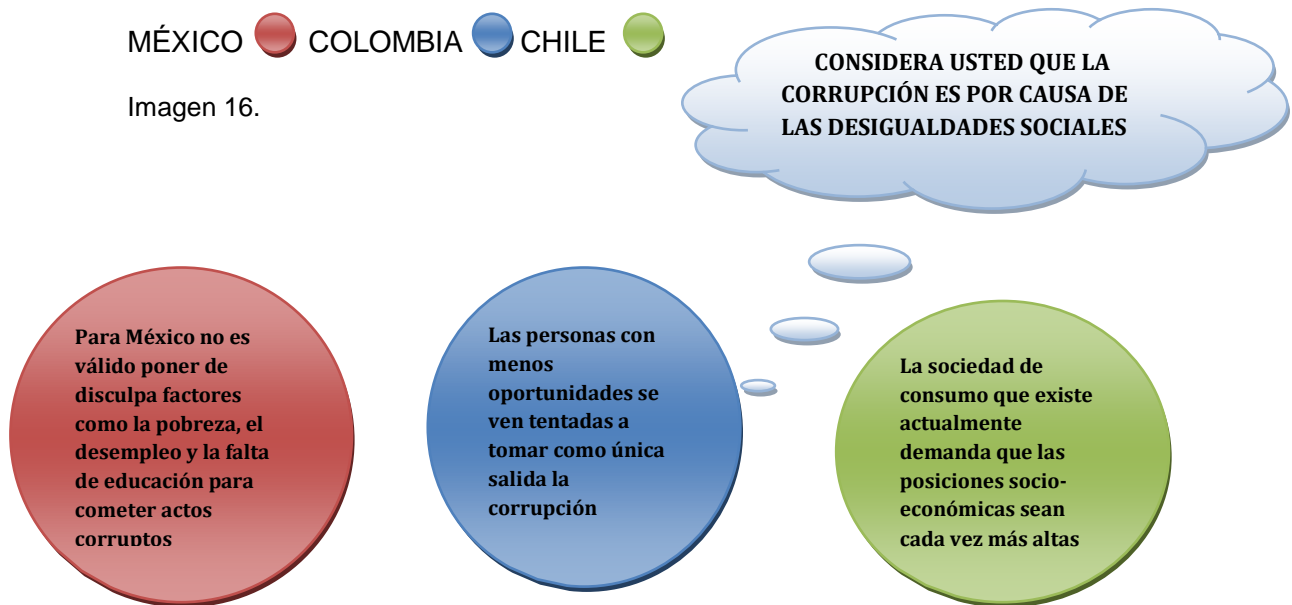 MÉXICO COLOMBIA CHILE
Imagen 16.
CONSIDERA USTED QUE LA
CORRUPCIÓN ES POR CAUSA DE
LAS DESIGUALDADES SOCIALES
Para México no es
válido poner de
disculpa factores
como la pobreza, el
desempleo y la falta
de educación para
cometer actos
corruptos
Las personas con
menos
oportunidades se
ven tentadas a
tomar como única
salida la
corrupción
La sociedad de
consumo que existe
actualmente
demanda que las
posiciones socio-
económicas sean
cada vez más altas